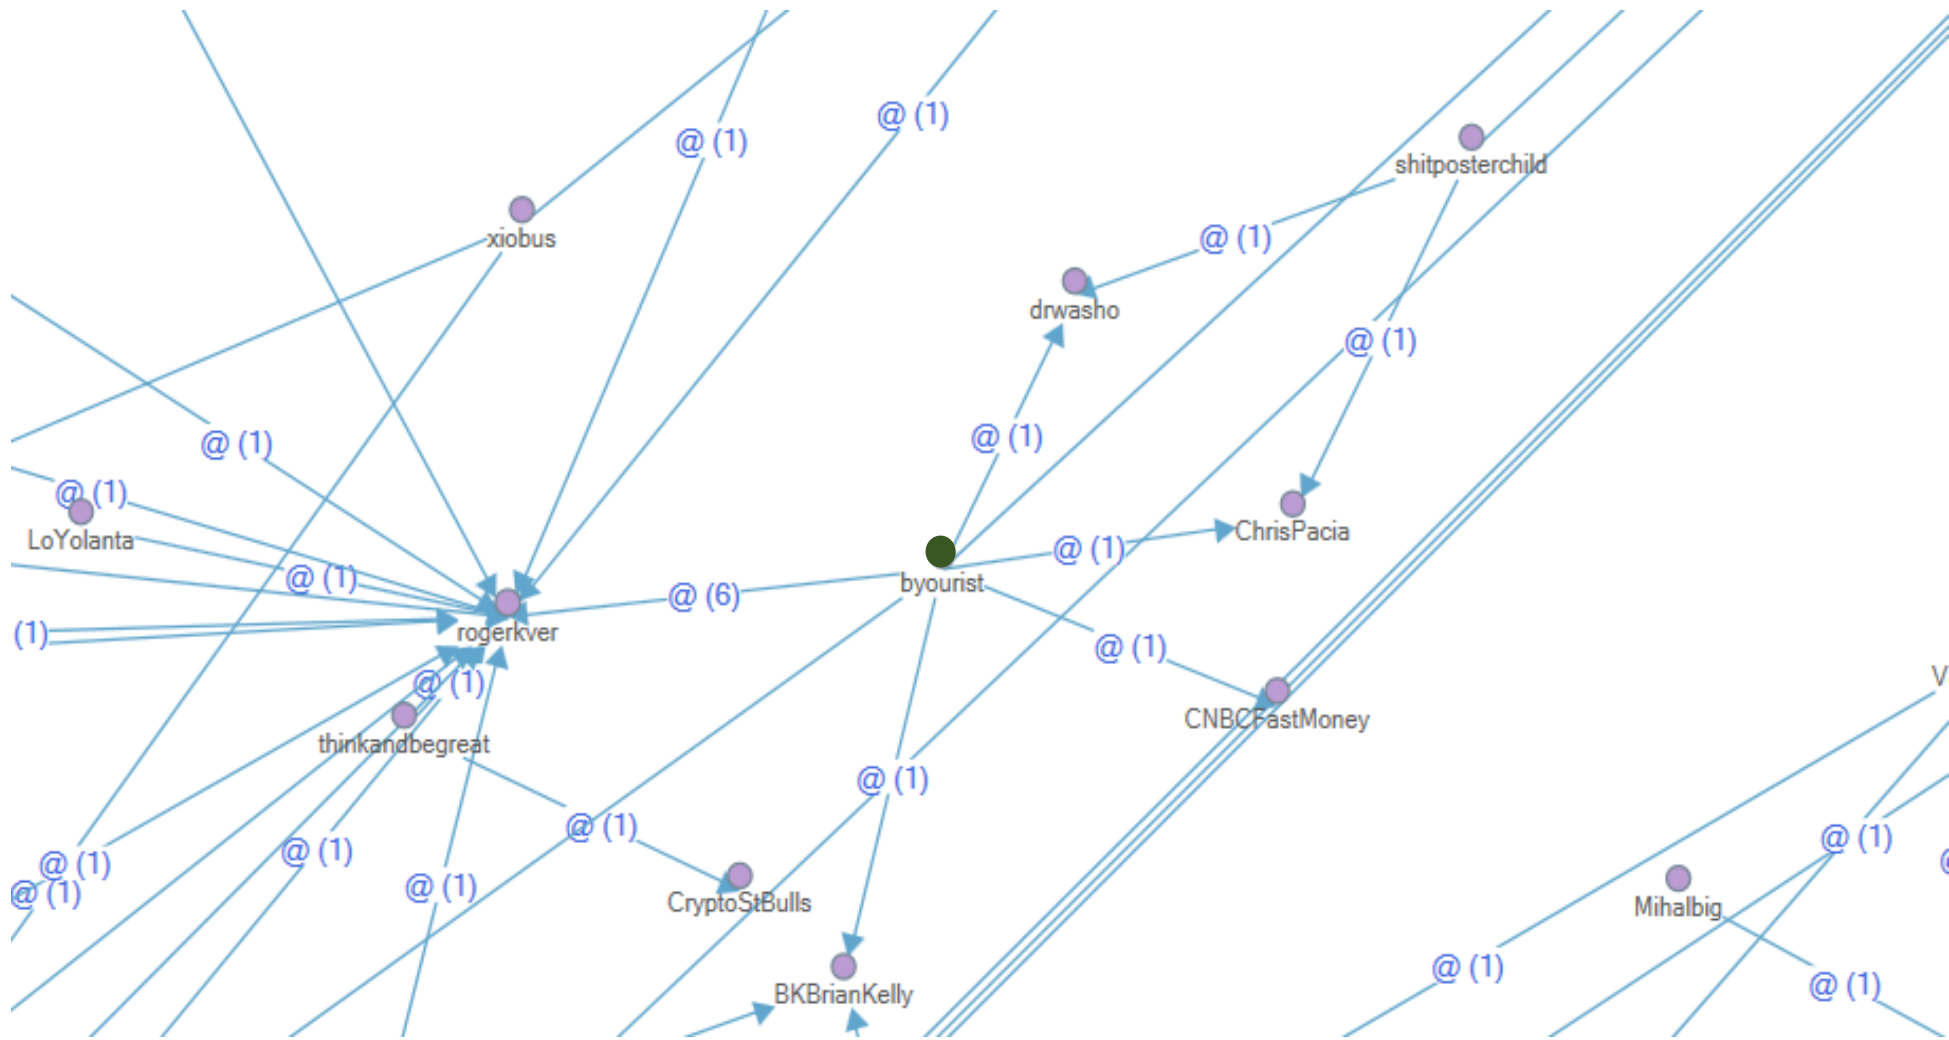 @ (1)
@ (1)
shitposterchild
xiobus
@ (1)
drwasho
@ (1)
@ (1)
@ (1)
@ (1)
LoYolanta
ChrisPacia
@ (1)
@ (1)
byourist
@ (6)
rogerkver
(1)
@ (1)
@ (1)
CNBCFastMoney
thinkandbegreat
@ (1)
@ (1)
@ (1)
@ (1)
@ (1)
@ (1)
@ (1)
CryptoStBulls
Mihalbig
@ (1)
@ (1)
BKBrianKelly
V